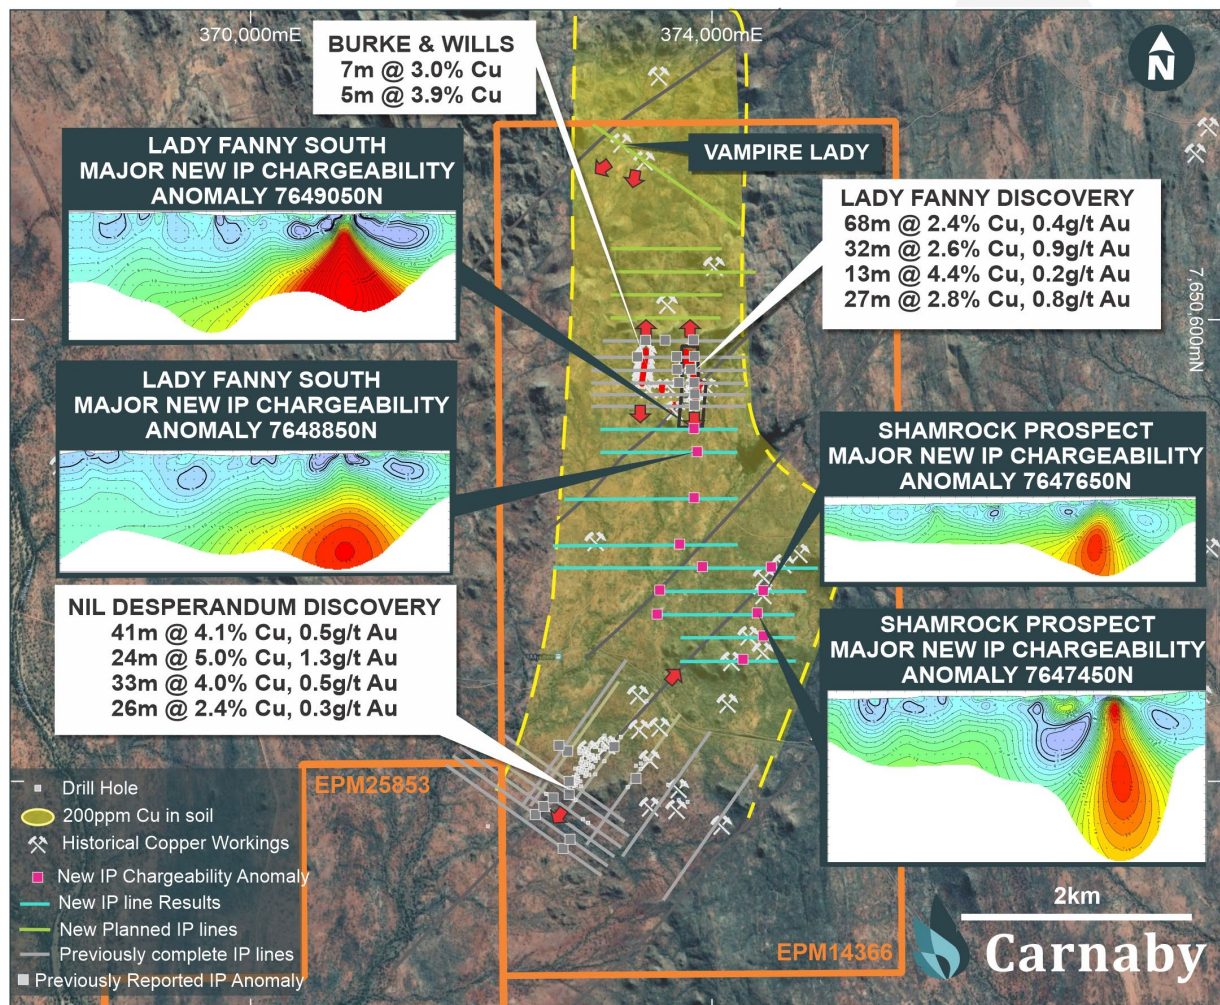 370,000mE
374,000mE
N
BURKE & WILLS
7m @ 3.0% Cu
5m @ 3.9% Cu
LADY FANNY SOUTH
MAJOR NEW IP CHARGEABILITY
ANOMALY 7649050N
VAMPIRE LADY
LADY FANNY DISCOVERY
68m @ 2.4% Cu, 0.4g/t Au
32m @ 2.6% Cu, 0.9g/t Au
13m @ 4.4% Cu, 0.2g/t Au
27m @ 2.8% Cu, 0.8g/t Au
7,650,600mN
LADY FANNY SOUTH
MAJOR NEW IP CHARGEABILITY
ANOMALY 7648850N
SHAMROCK PROSPECT
MAJOR NEW IP CHARGEABILITY
ANOMALY 7647650N
NIL DESPERANDUM DISCOVERY
41m @ 4.1% Cu, 0.5g/t Au
24m @ 5.0% Cu, 1.3g/t Au
33m @ 4.0% Cu, 0.5g/t Au
26m @ 2.4% Cu, 0.3g/t Au
SHAMROCK PROSPECT
MAJOR NEW IP CHARGEABILITY
ANOMALY 7647450N
EPM25853
Drill Hole
200ppm Cu in soil
Historical Copper Workings
New IP Chargeability Anomaly
New IP line Results
New Planned IP lines
Previously complete IP lines
Previously Reported IP Anomaly
EPM14366
2km
Carnaby